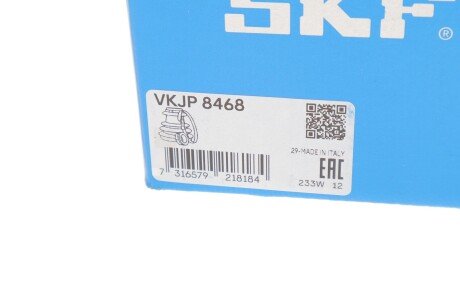 SKF®
VKJP 8468
29-MADE IN ITALY
EAC
7 316579 218184
233W 12